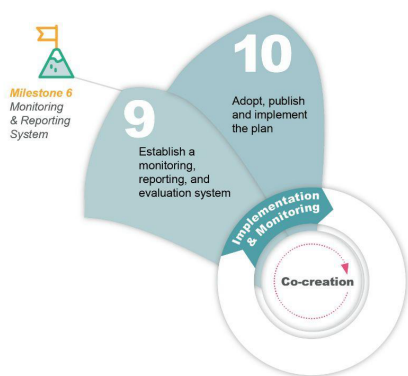 10
Adopt, publish
and implement
the plan
Milestone 6
Monitoring
& Reporting
System
9
Establish a
monitoring,
reporting, and
evaluation system
Implementation
& Monitoring
Co-creation